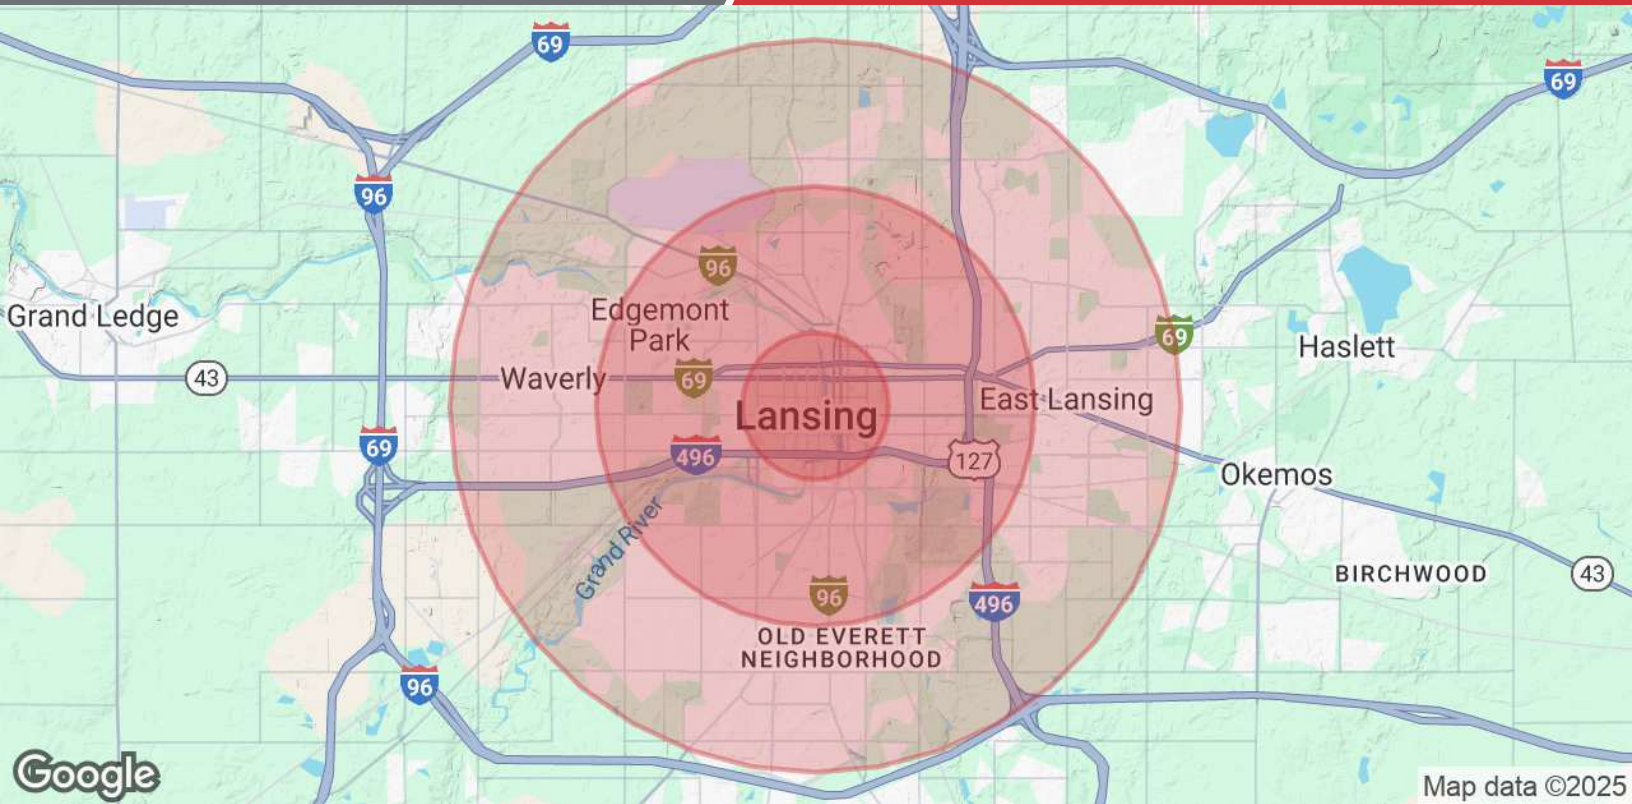 69
69
96
96
Edgemont
Park
Grand Ledge
69
Haslett
43
Waverly
69
East Lansing
Lansing
69
496
127
Okemos
Grand River
BIRCHWOOD
43
96
496
OLD EVERETT
NEIGHBORHOOD
96
Google
Map data ©2025